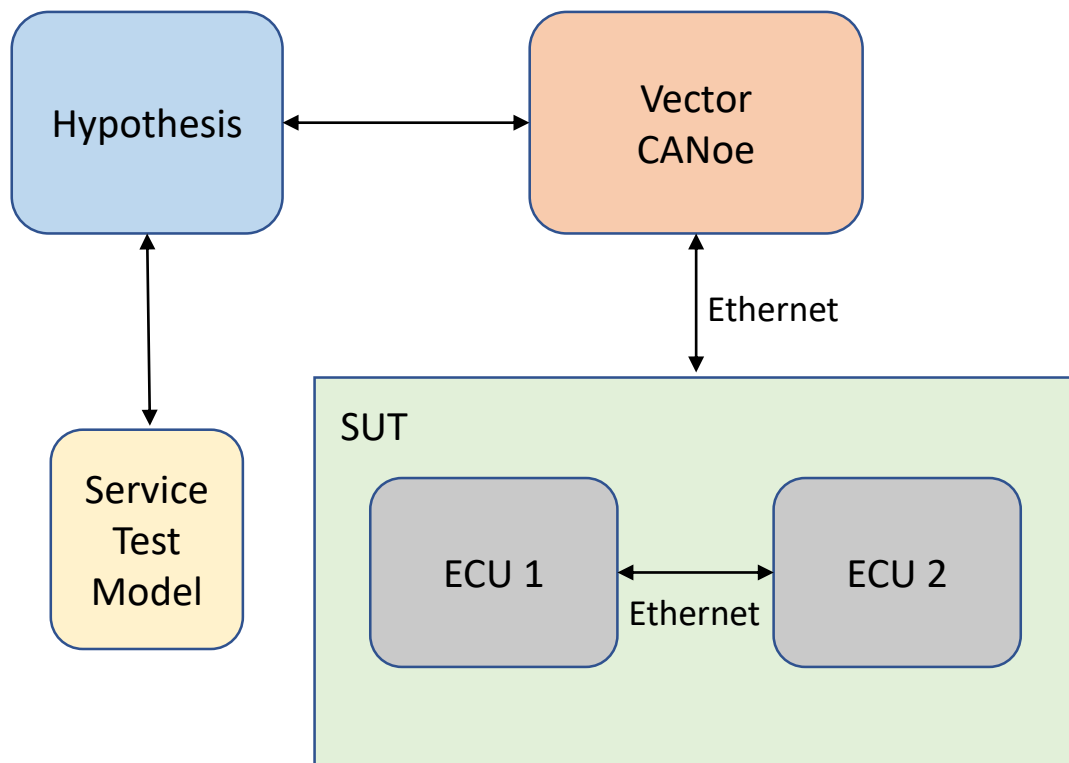 Hypothesis
Vector
CANoe
Ethernet
SUT
Service
Test
Model
ECU 1
Ethernet
ECU 2